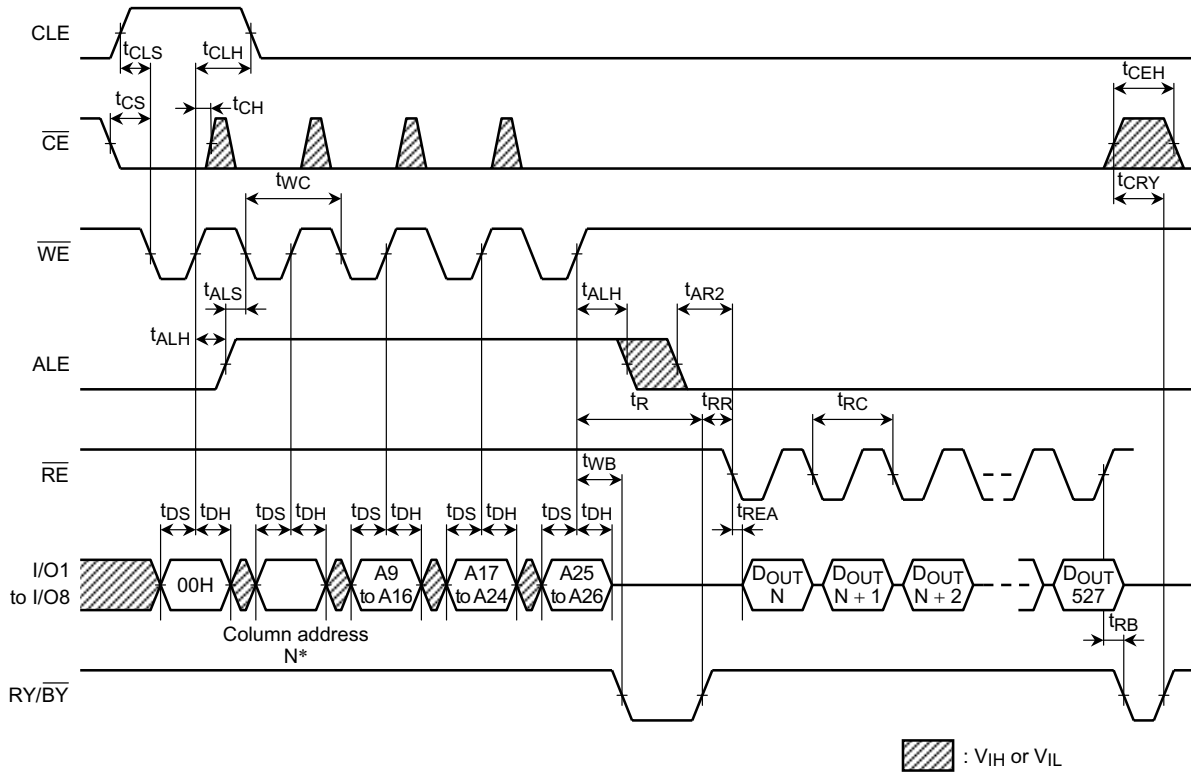 CLE
tCLS
tCLH
tCEH
tCS
tCH
CE
tWC
tCRY
WE
tALS
tALH
tAR2
tALH
ALE
tR
tRR
tRC
RE
tWB
tDS
tDH
tDS
tDH
tDS
tDH
tDS
tDH
tDS
tDH
tREA
I/O1
to I/O8
00H
A9
to A16
A17
to A24
A25
to A26
DOUT
N
DOUT
N + 1
DOUT
N + 2
DOUT
527
Column address
N*
tRB
RY/BY
: VIH or VIL